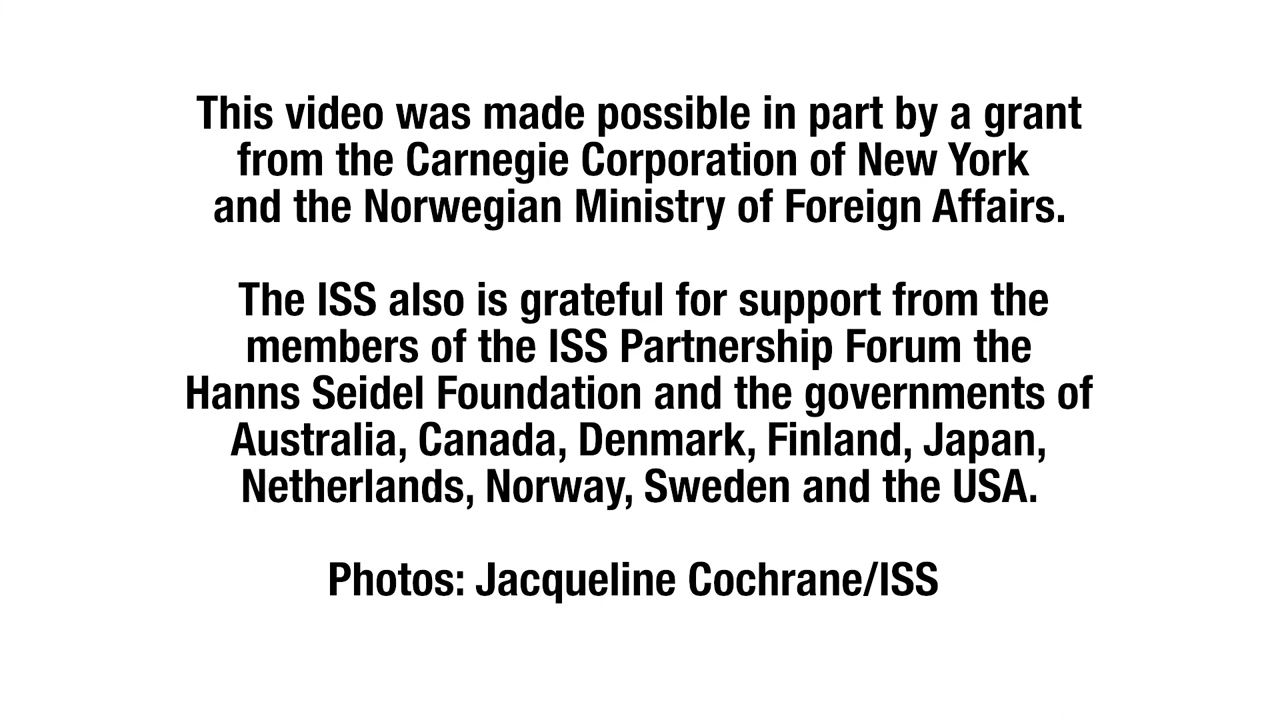 This video was made possible in part by a grant
from the Carnegie Corporation of New York
and the Norwegian Ministry of Foreign Affairs.
The ISS also is grateful for support from the
members of the ISS Partnership Forum the
Hanns Seidel Foundation and the governments of
Australia, Canada, Denmark, Finland, Japan,
Netherlands, Norway, Sweden and the USA.
Photos: Jacqueline Cochrane/ISS